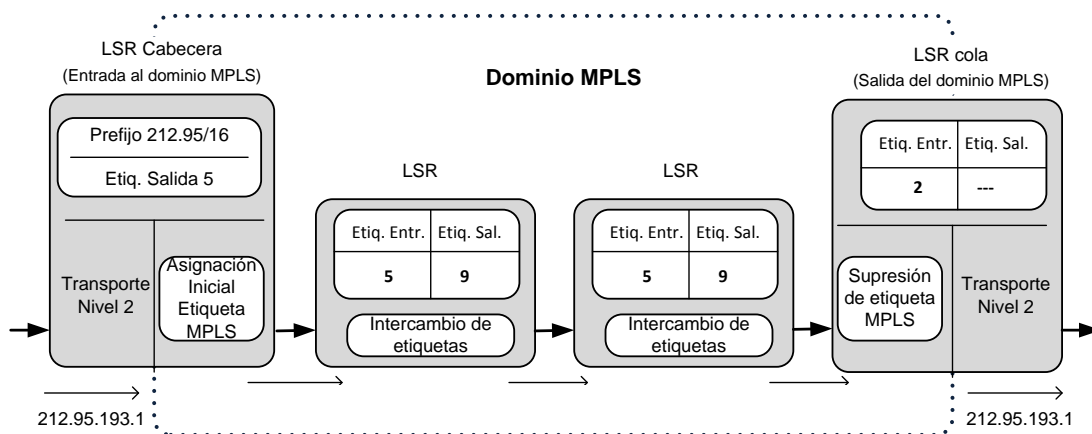 LSR Cabecera
(Entrada al dominio MPLS)
Dominio MPLS
LSR cola
(Salida del dominio MPLS)
Prefijo 212.95/16
Etiq. Salida 5
Transporte
Nivel 2
Asignación
Inicial
Etiqueta
MPLS
LSR
Etiq. Entr. Etiq. Sal.
5 9
Intercambio de
etiquetas
LSR
Etiq. Entr. Etiq. Sal.
5 9
Intercambio de
etiquetas
Etiq. Entr. Etiq. Sal.
2 ---
Supresión
de etiqueta
MPLS
Transporte
Nivel 2
212.95.193.1
212.95.193.1